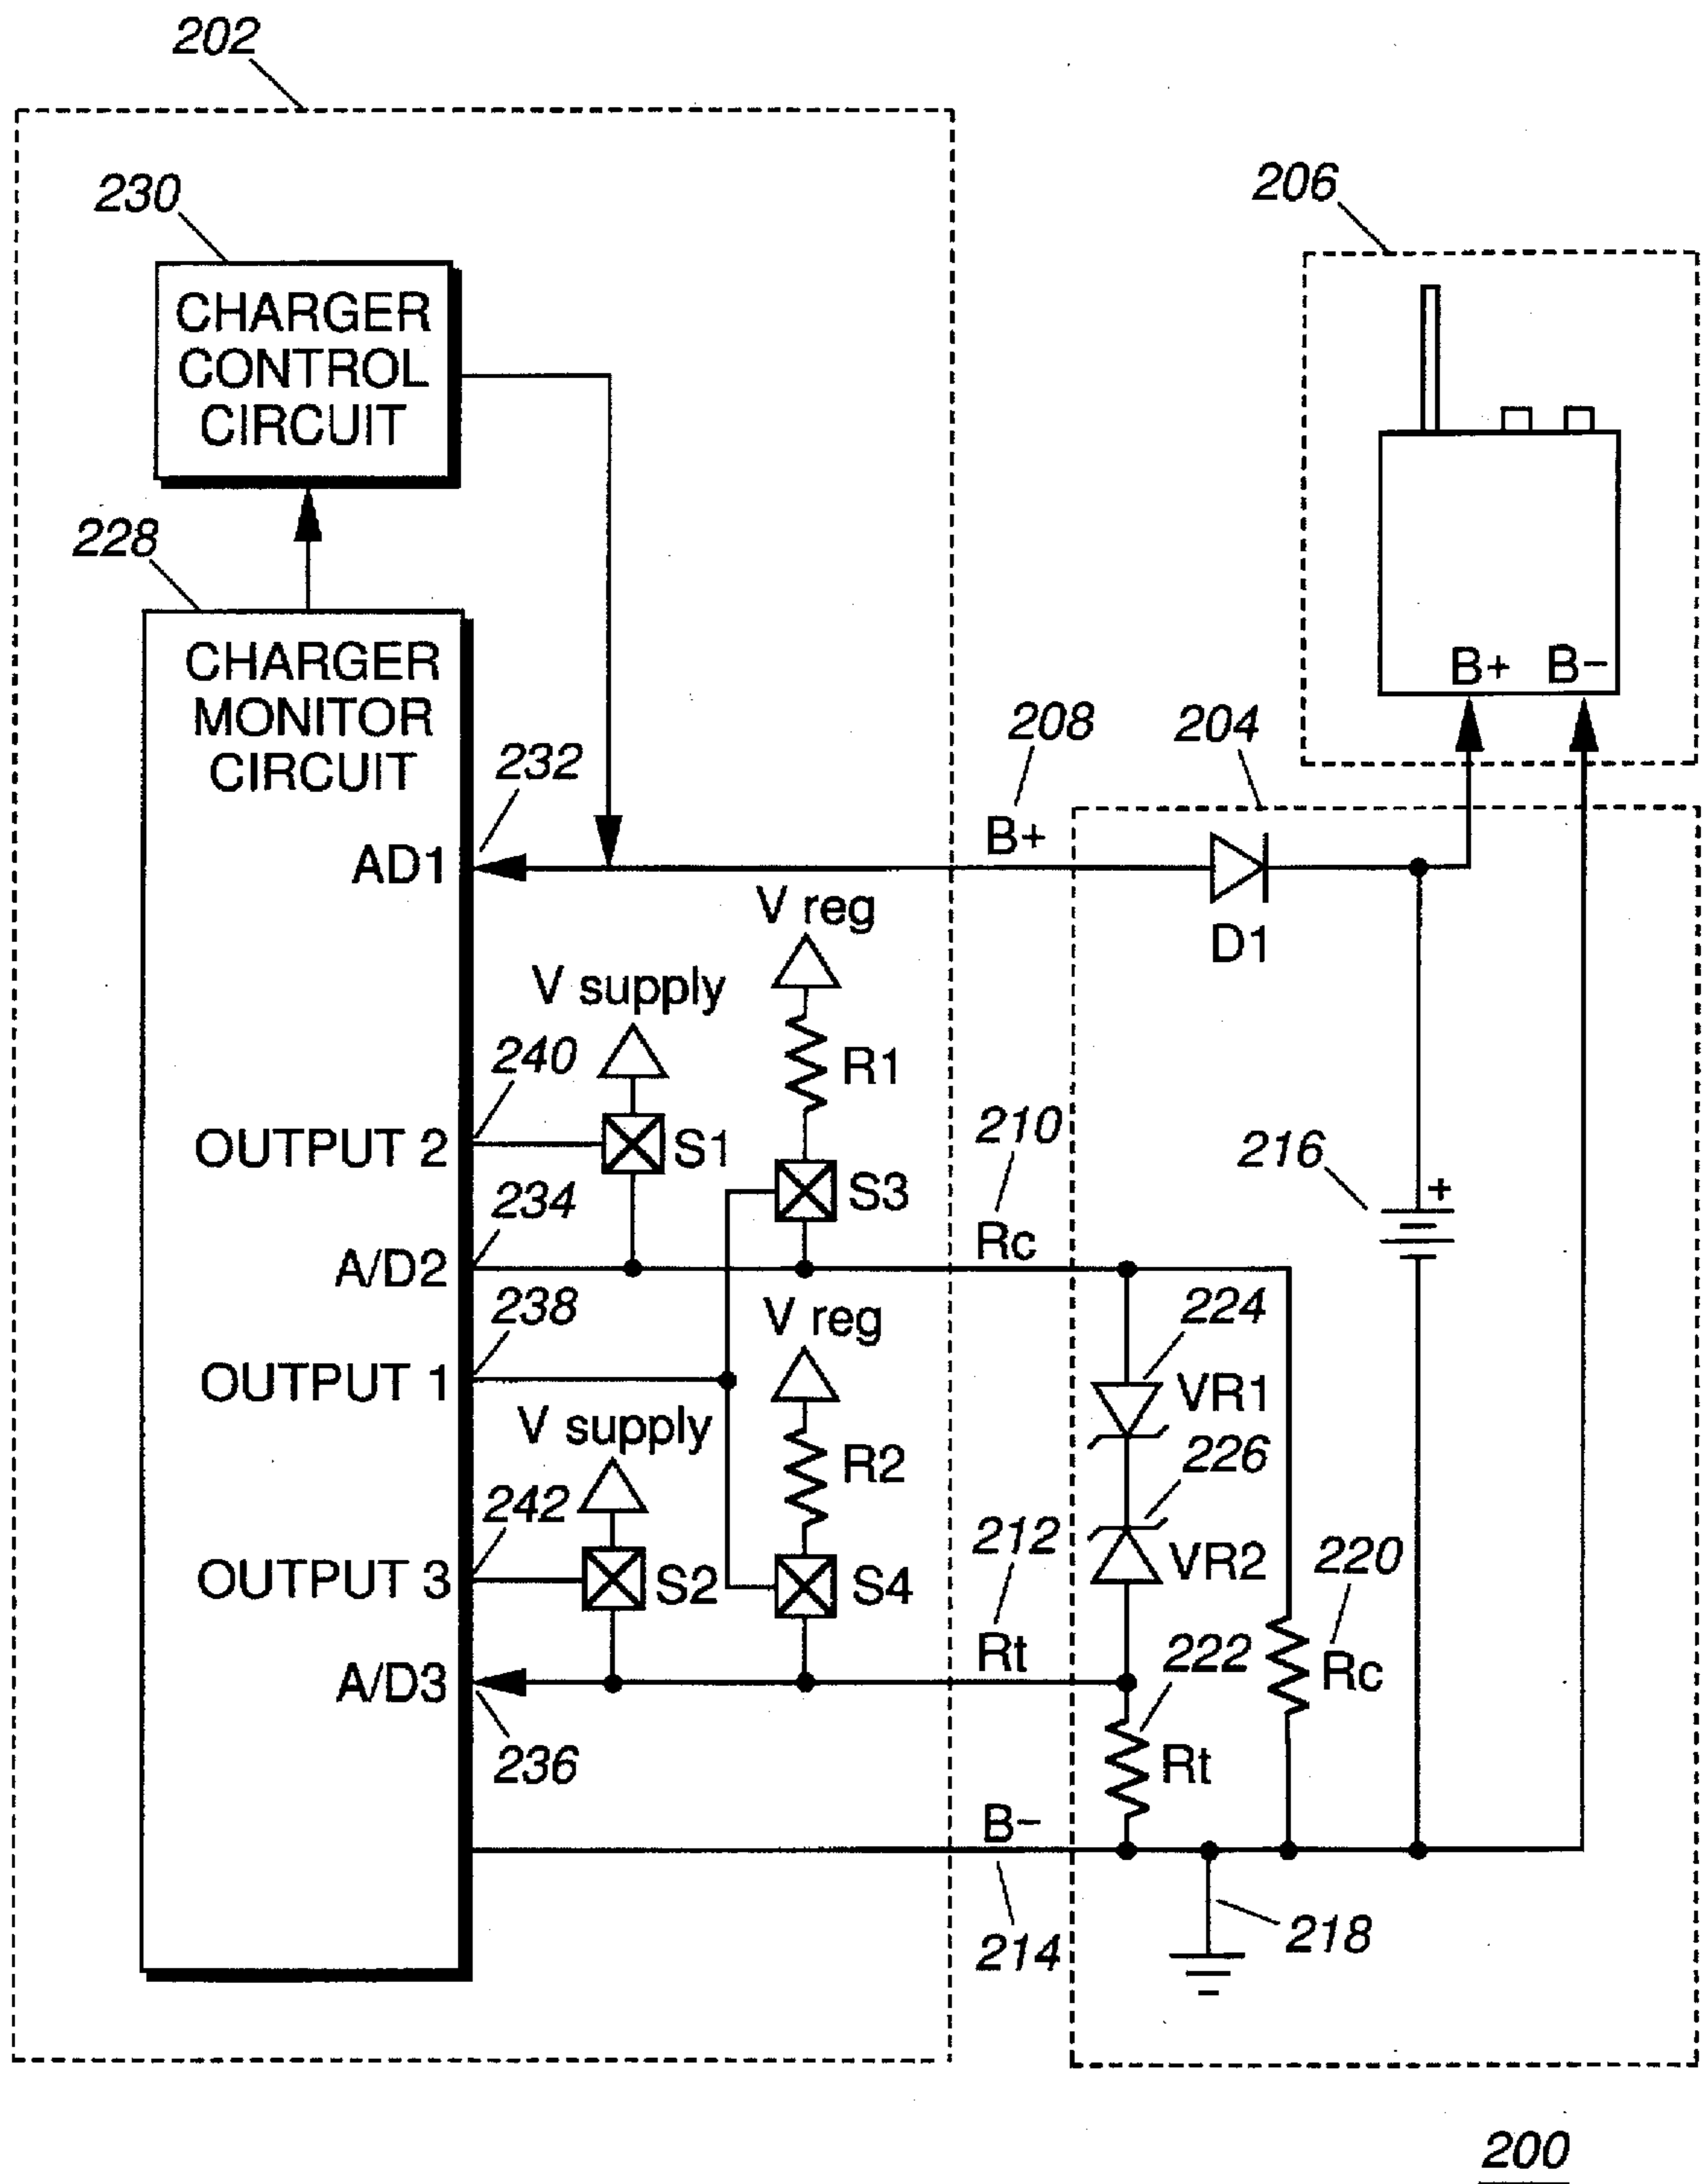 202
230
CHARGER
CONTROL
CIRCUIT
206
228
CHARGER
MONITOR
CIRCUIT
B+ B−
232
208
204
B+
AD1
D1
V reg
V supply
R1
240
OUTPUT 2
S1
210
216
+
S3
234
Rc
A/D2
238
V reg
224
OUTPUT 1
VR1
V supply
226
R2
242
212
VR2
220
OUTPUT 3
S2
S4
Rt
222
Rc
A/D3
236
Rt
B−
214
218
200